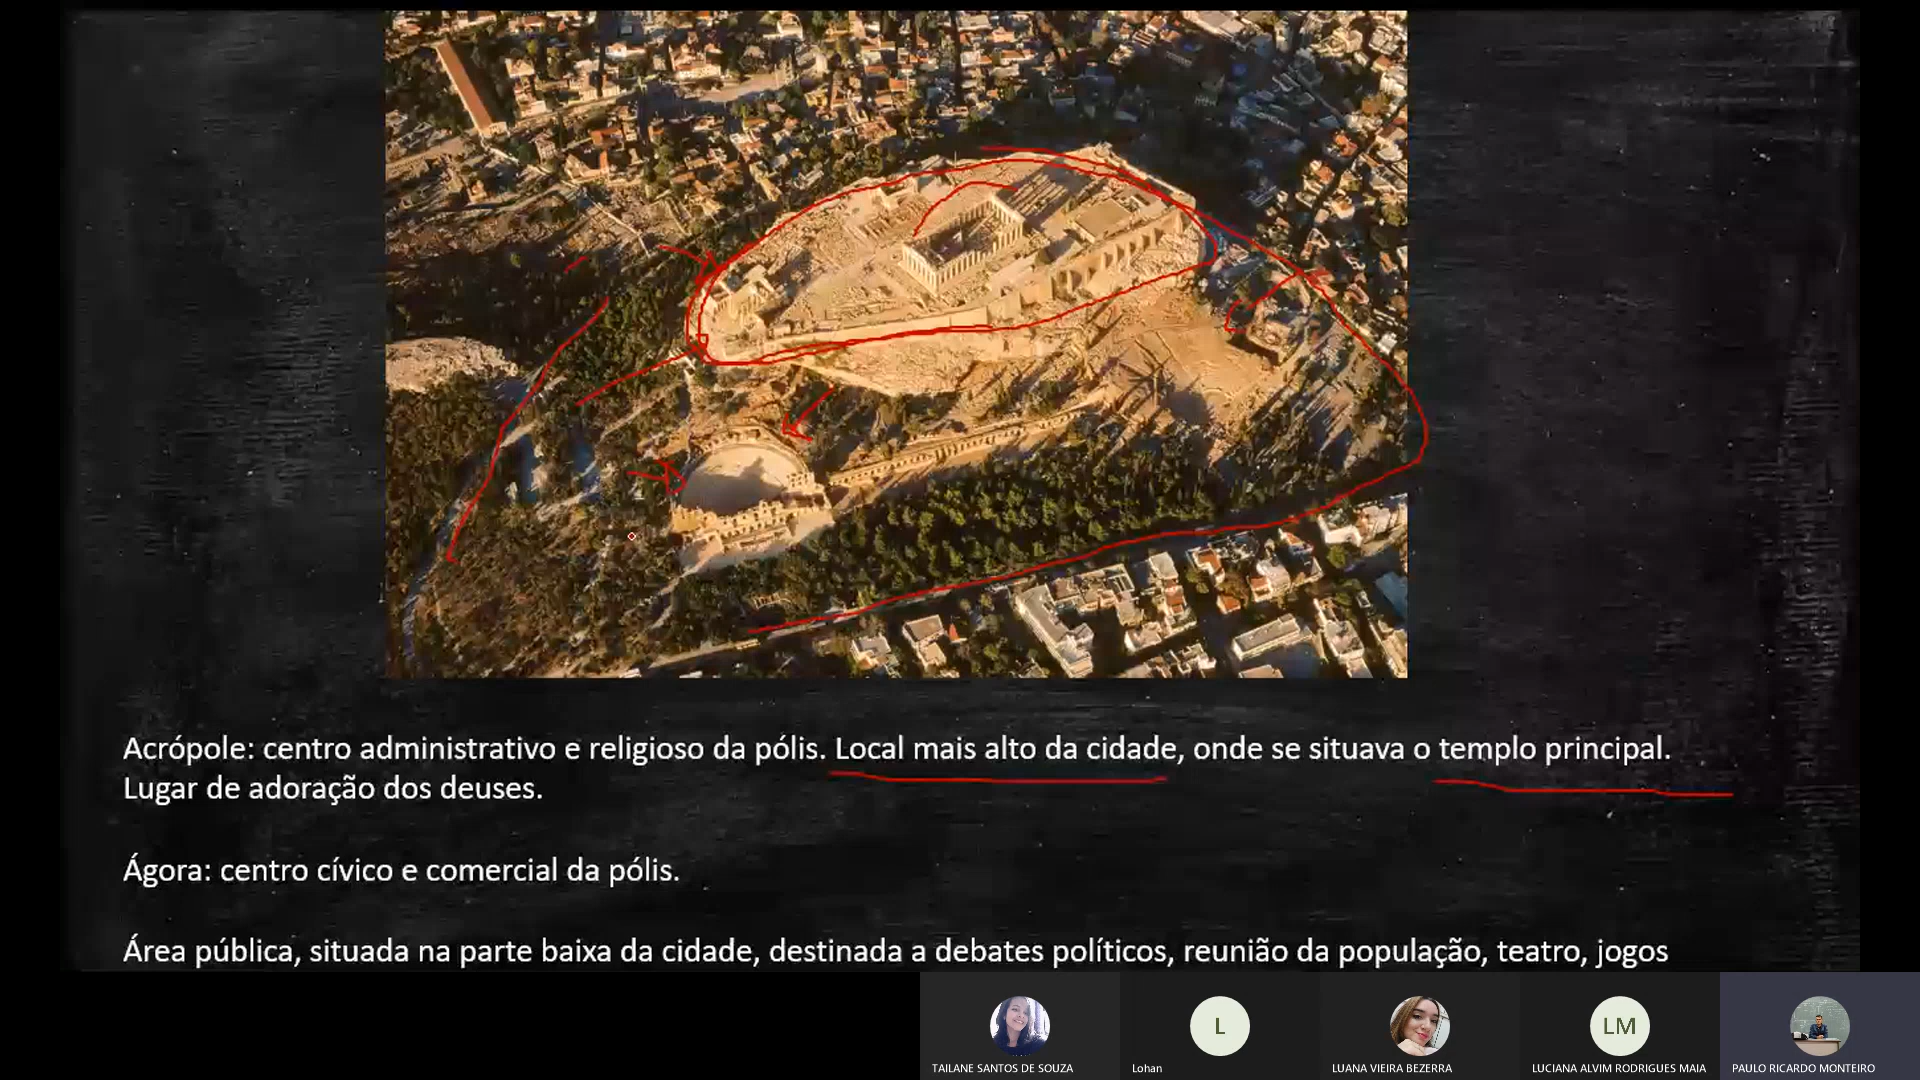 Acrópole: centro administrativo e religioso da pólis. Local mais alto da cidade, onde se situava o templo principal.
Lugar de adoração dos deuses.
Ágora: centro cívico e comercial da pólis.
Área pública, situada na parte baixa da cidade, destinada a debates políticos, reunião da população, teatro, jogos
L
LM
TAILANE SANTOS DE SOUZA
Lohan
LUANA VIEIRA BEZERRA
LUCIANA ALVIM RODRIGUES MAIA
PAULO RICARDO MONTEIRO